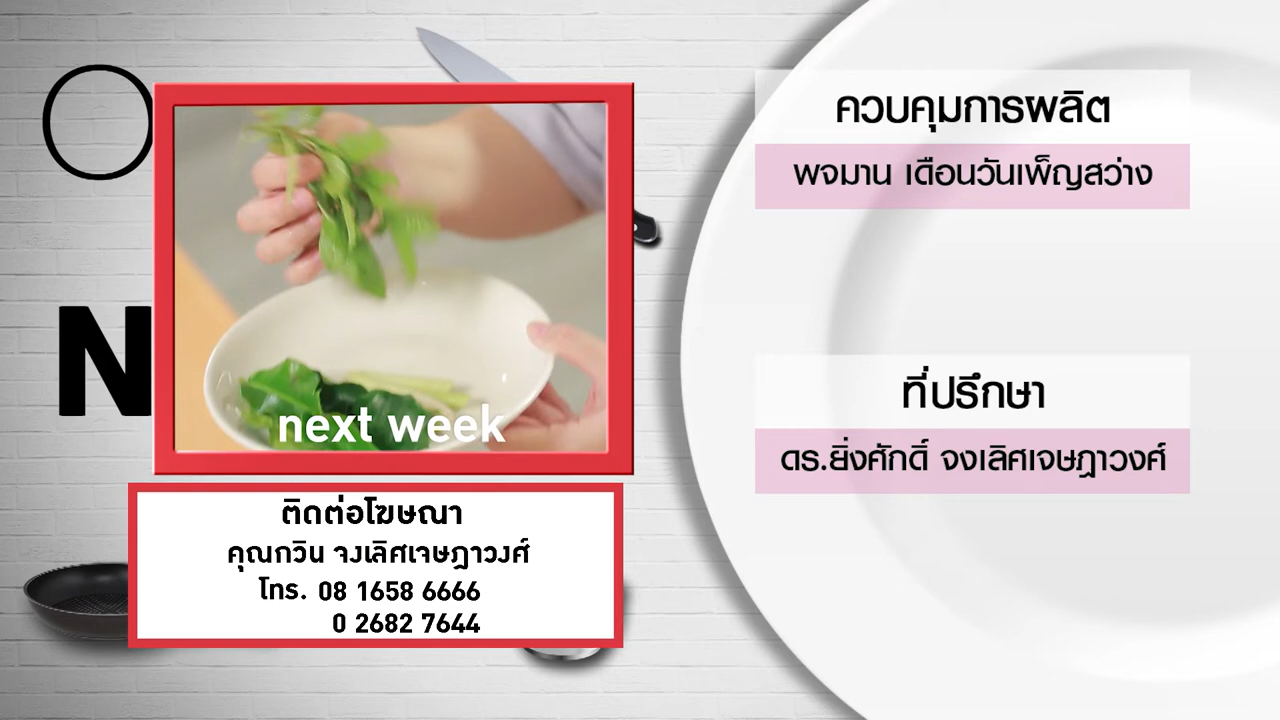 O
N
next week
ติดต่อโฆษณา
คุณกวิน จงเลิศเจษฎาวงศ์
โทร. 08 1658 6666
0 2682 7644
ควบคุมการผลิต
พจมาน เดือนวันเพ็ญสว่าง
ที่ปรึกษา
ดร.ยิ่งศักดิ์ จงเลิศเจษฎาวงศ์